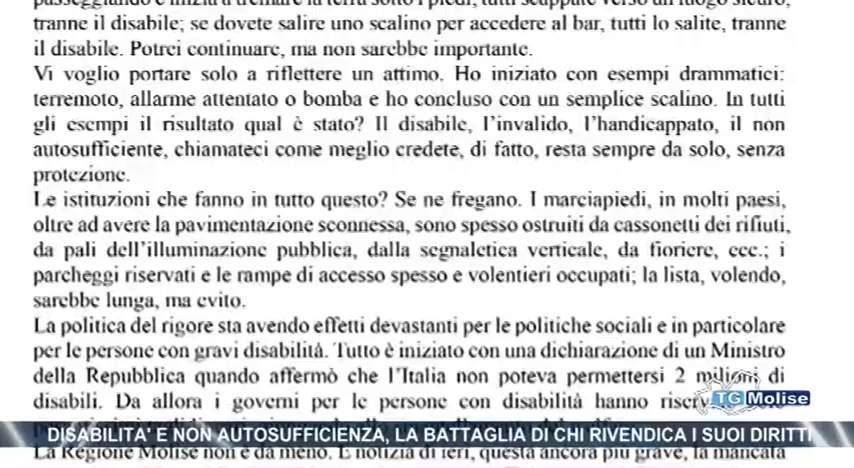 passeggiando e inizia a tremare la terra sotto i piedi, tutti scappate verso un luogo sicuro,
tranne il disabile; se dovete salire uno scalino per accedere al bar, tutti lo salite, tranne
il disabile. Potrei continuare, ma non sarebbe importante.
Vi voglio portare solo a riflettere un attimo. Ho iniziato con esempi drammatici:
terremoto, allarme attentato o bomba e ho concluso con un semplice scalino. In tutti
gli esempi il risultato qual è stato? Il disabile, l'invalido, l'handicappato, il non
autosufficiente, chiamateci come meglio credete, di fatto, resta sempre da solo, senza
protezione.
Le istituzioni che fanno in tutto questo? Se ne fregano. I marciapiedi, in molti paesi,
oltre ad avere la pavimentazione sconnessa, sono spesso ostruiti da cassonetti dei rifiuti,
da pali dell'illuminazione pubblica, dalla segnaletica verticale, da fioriere, ecc.; i
parcheggi riservati e le rampe di accesso spesso e volentieri occupati; la lista, volendo,
sarebbe lunga, ma evito.
La politica del rigore sta avendo effetti devastanti per le politiche sociali e in particolare
per le persone con gravi disabilità. Tutto è iniziato con una dichiarazione di un Ministro
della Repubblica quando affermò che l'Italia non poteva permettersi 2 milioni di
disabili. Da allora i governi per le persone con disabilità hanno
TG Molise
DISABILITA' E NON AUTOSUFFICIENZA, LA BATTAGLIA DI CHI RIVENDICA I SUOI DIRITTI
La Regione Molise non è da meno. È notizia di ieri, questa ancora più grave, la mancata